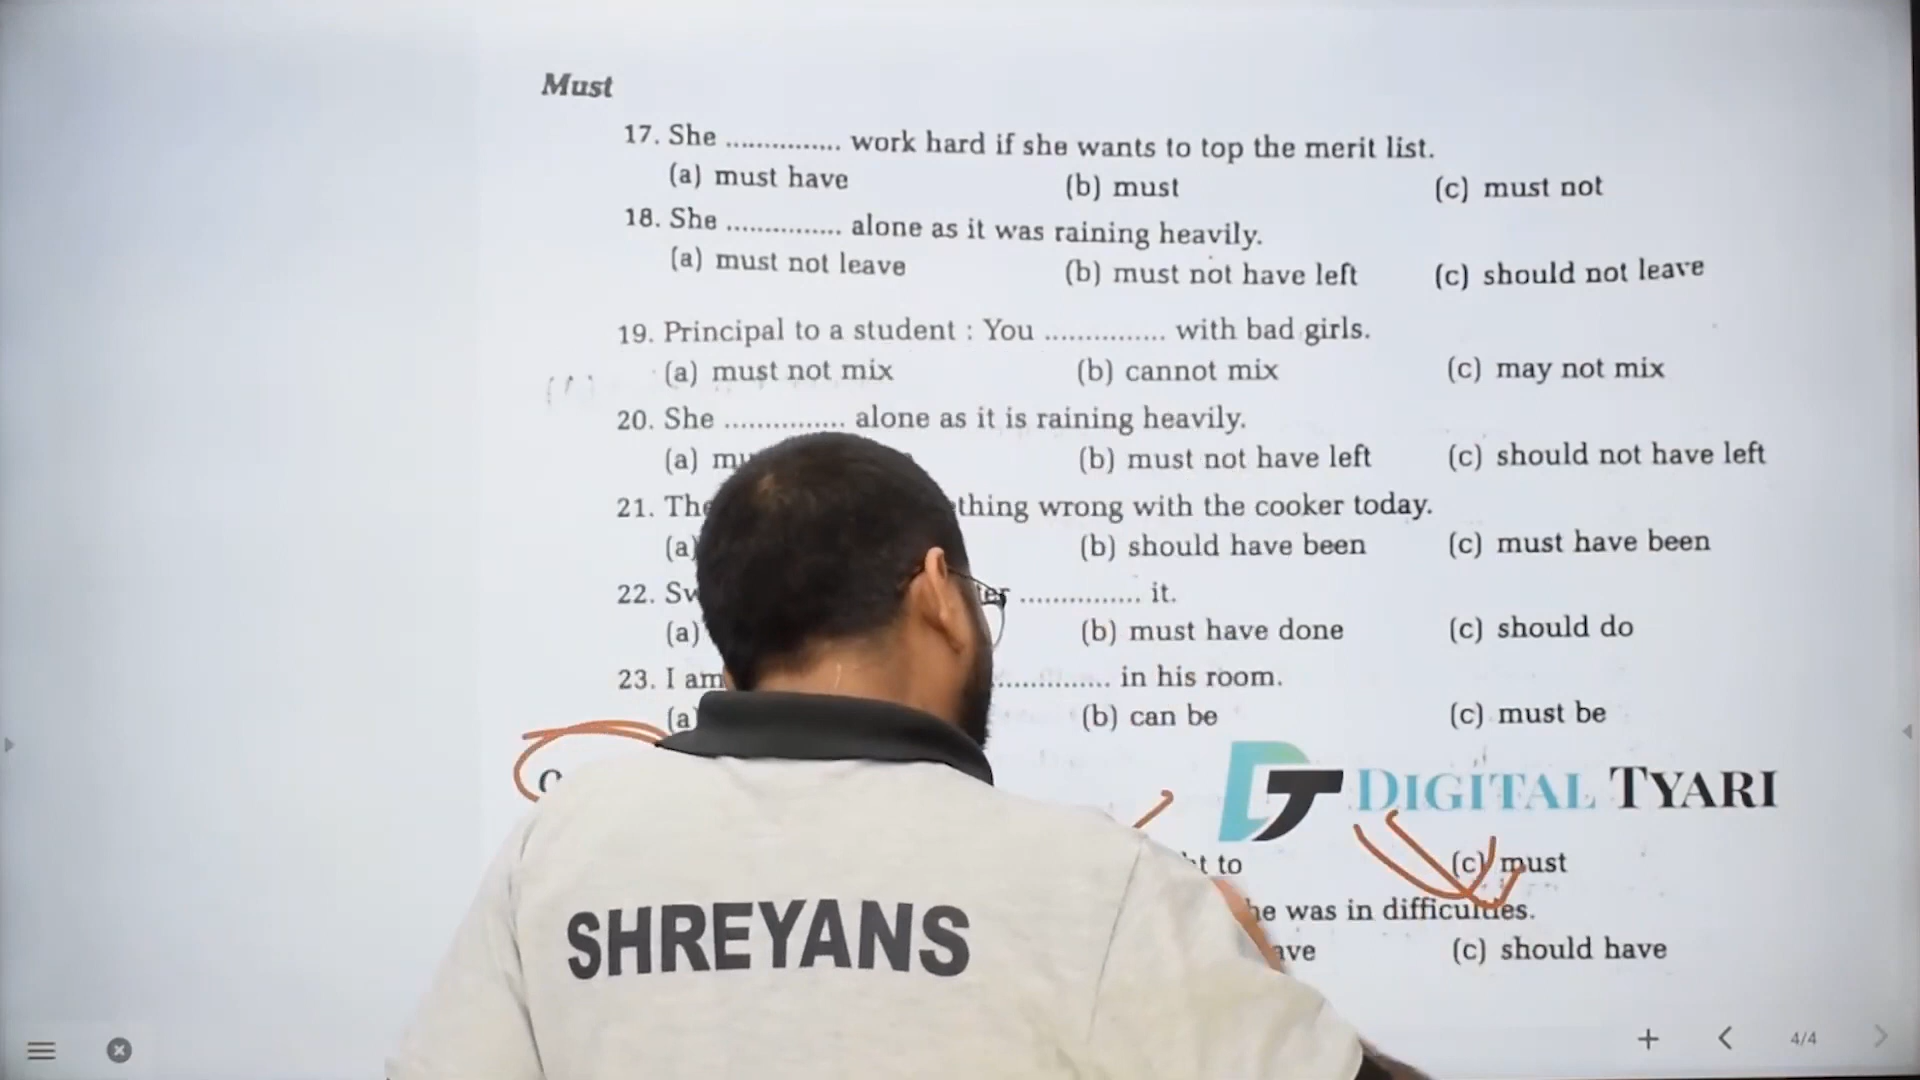 Must
17. She ............... work hard if she wants to top the merit list.
(a) must have (b) must (c) must not
18. She ............... alone as it was raining heavily.
(a) must not leave (b) must not have left (c) should not leave
19. Principal to a student : You ............... with bad girls.
(a) must not mix (b) cannot mix (c) may not mix
20. She ............... alone as it is raining heavily.
(a) (b) must not have left (c) should not have left
21. thing wrong with the cooker today.
(a) (b) should have been (c) must have been
22. ............... it.
(a) (b) must have done (c) should do
23. I am ............... in his room.
(a) (b) can be (c) must be
DT DIGITAL TYARI
to (c) must
he was in difficulties.
(c) should have
SHREYANS
4/4